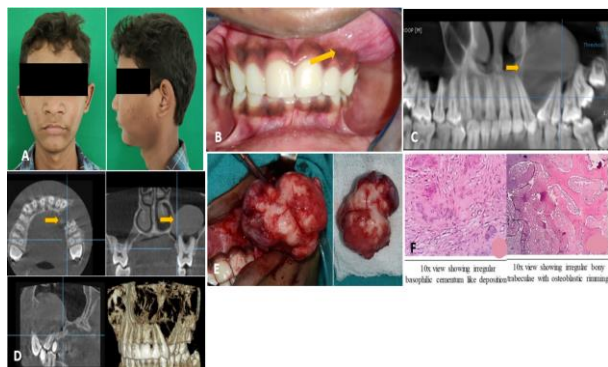 A
B
C
D
E
F
10x view showing irregular
basophilic cementum like deposition
10x view showing irregular bony
trabeculae with osteoblastic rimming